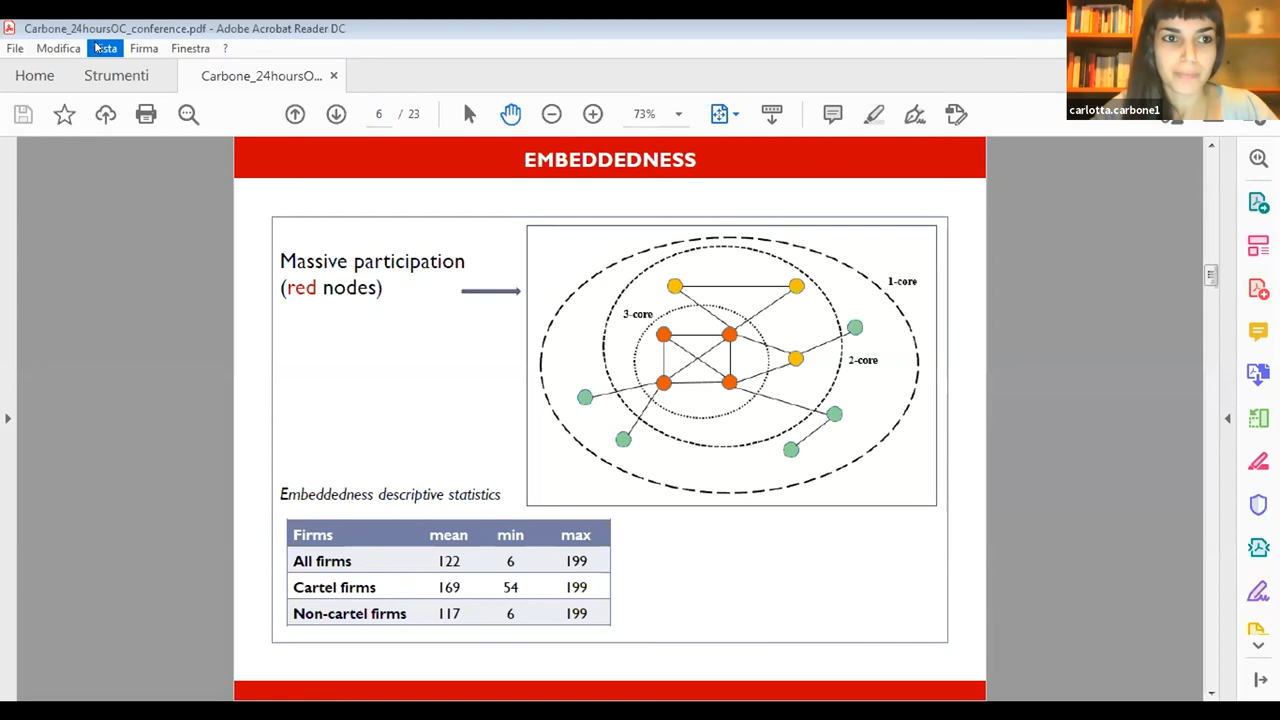 Carbone_24hoursOC_conference.pdf - Adobe Acrobat Reader DC
File Modifica Vista Firma Finestra ?
Home Strumenti Carbone_24hoursO... ×
6 / 23 73%
carlotta.carbone1
EMBEDDEDNESS
Massive participation
(red nodes)
1-core
3-core
2-core
Embeddedness descriptive statistics
Firms mean min max
All firms 122 6 199
Cartel firms 169 54 199
Non-cartel firms 117 6 199